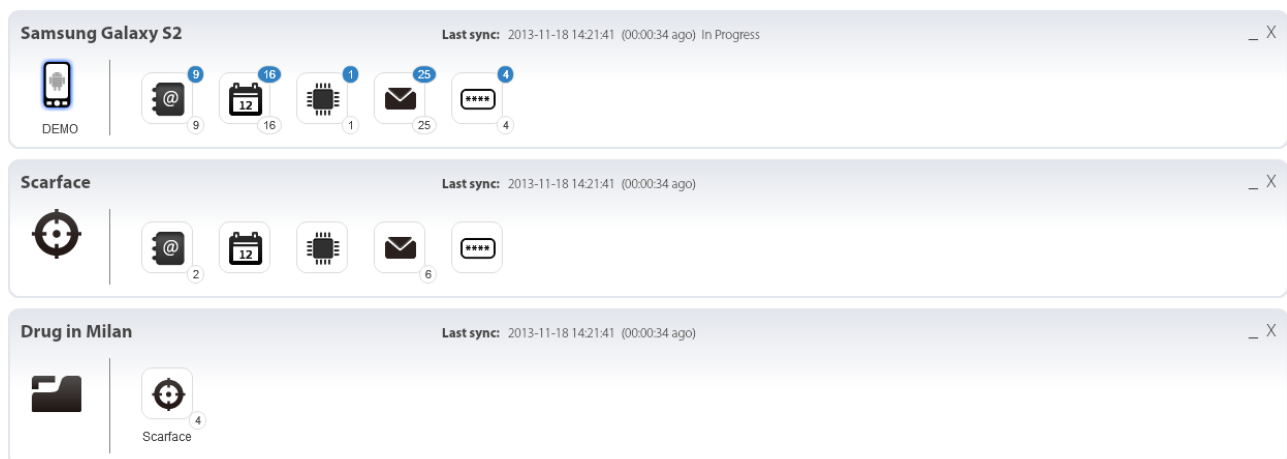 Samsung Galaxy S2
Last sync: 2013-11-18 14:21:41 (00:00:34 ago) In Progress
_ X
9 16 1 25 4
@ 12 ****
9 16 1 25 4
DEMO
Scarface
Last sync: 2013-11-18 14:21:41 (00:00:34 ago)
_ X
@ 12 ****
2 6
Drug in Milan
Last sync: 2013-11-18 14:21:41 (00:00:34 ago)
_ X
4
Scarface